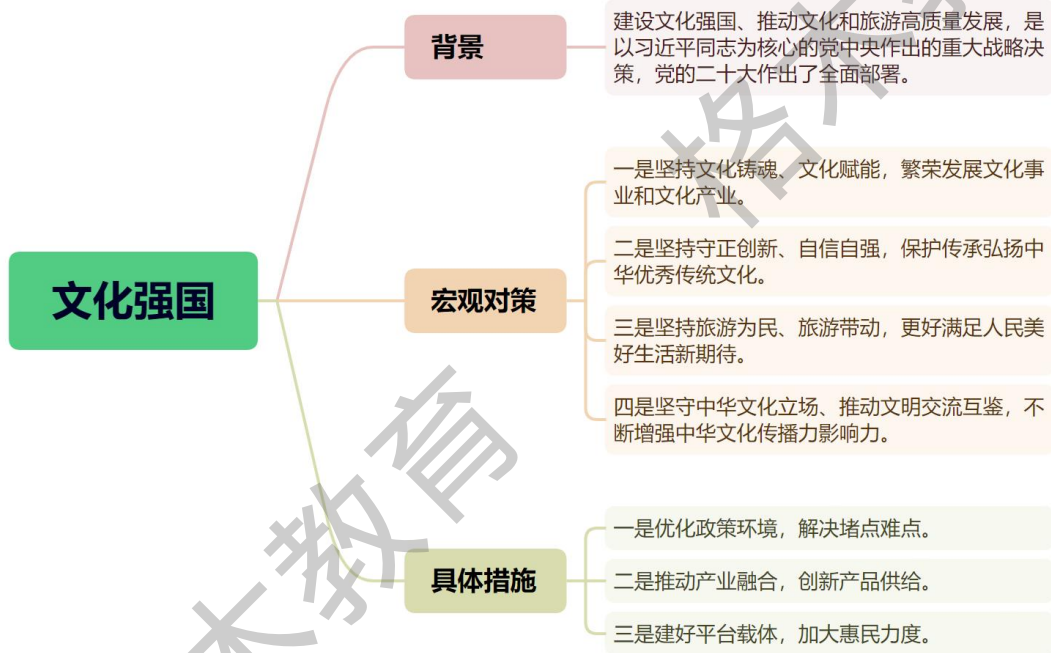 背景
建设文化强国、推动文化和旅游高质量发展，是
以习近平同志为核心的党中央作出的重大战略决
策，党的二十大作出了全面部署。
文化强国
宏观对策
一是坚持文化铸魂、文化赋能，繁荣发展文化事
业和文化产业。
二是坚持守正创新、自信自强，保护传承弘扬中
华优秀传统文化。
三是坚持旅游为民、旅游带动，更好满足人民美
好生活新期待。
四是坚守中华文化立场、推动文明交流互鉴，不
断增强中华文化传播力影响力。
具体措施
一是优化政策环境，解决堵点难点。
二是推动产业融合，创新产品供给。
三是建好平台载体，加大惠民力度。
格木
木教育